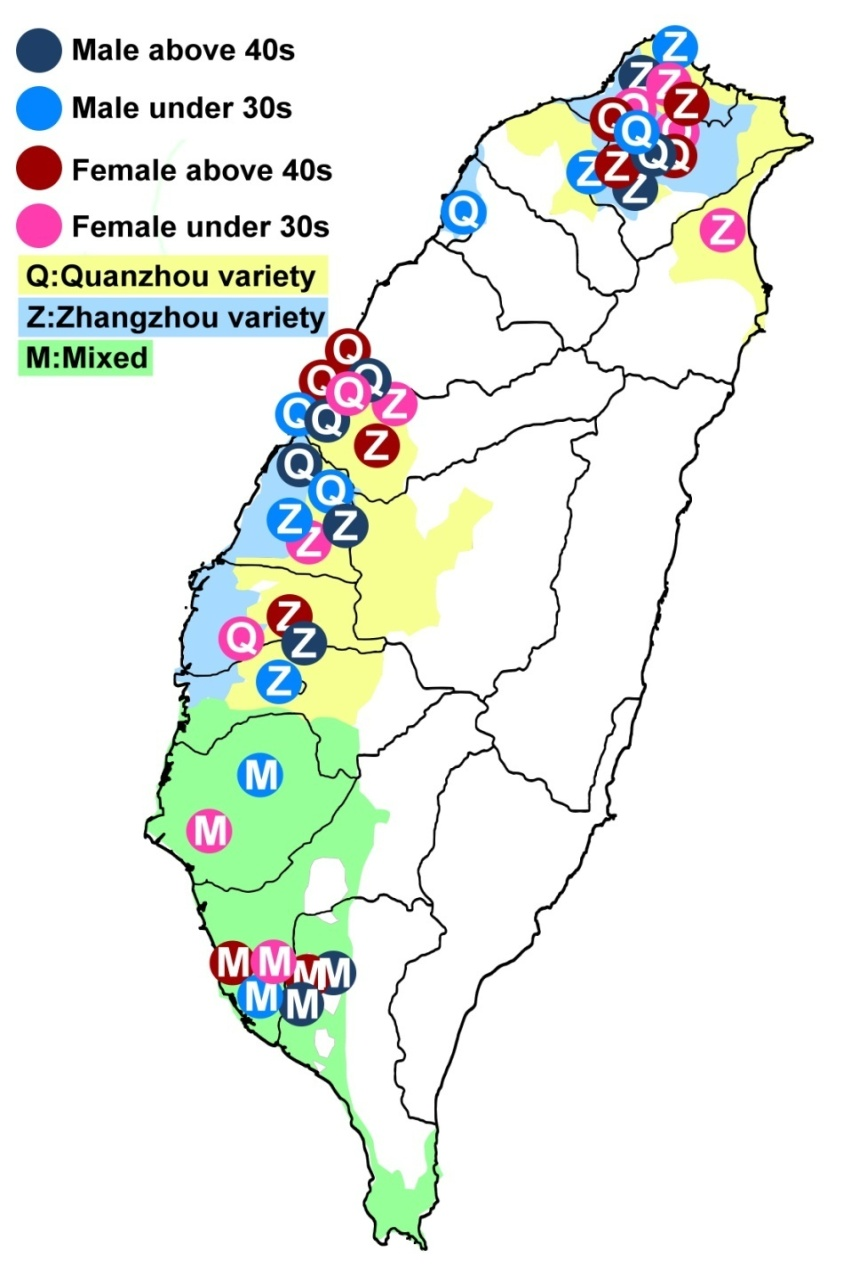 Male above 40s
Male under 30s
Female above 40s
Female under 30s
Q:Quanzhou variety
Z:Zhangzhou variety
M:Mixed
Z
Z
Z
Q
Z
Q
Q
Q
Q
Q
Z
Z
Z
Q
Z
Q
Q
Q
Q
Z
Q
Q
Z
Q
Q
Z
Z
Z
Z
Q
Z
Z
M
M
M
M
M
M
M
M